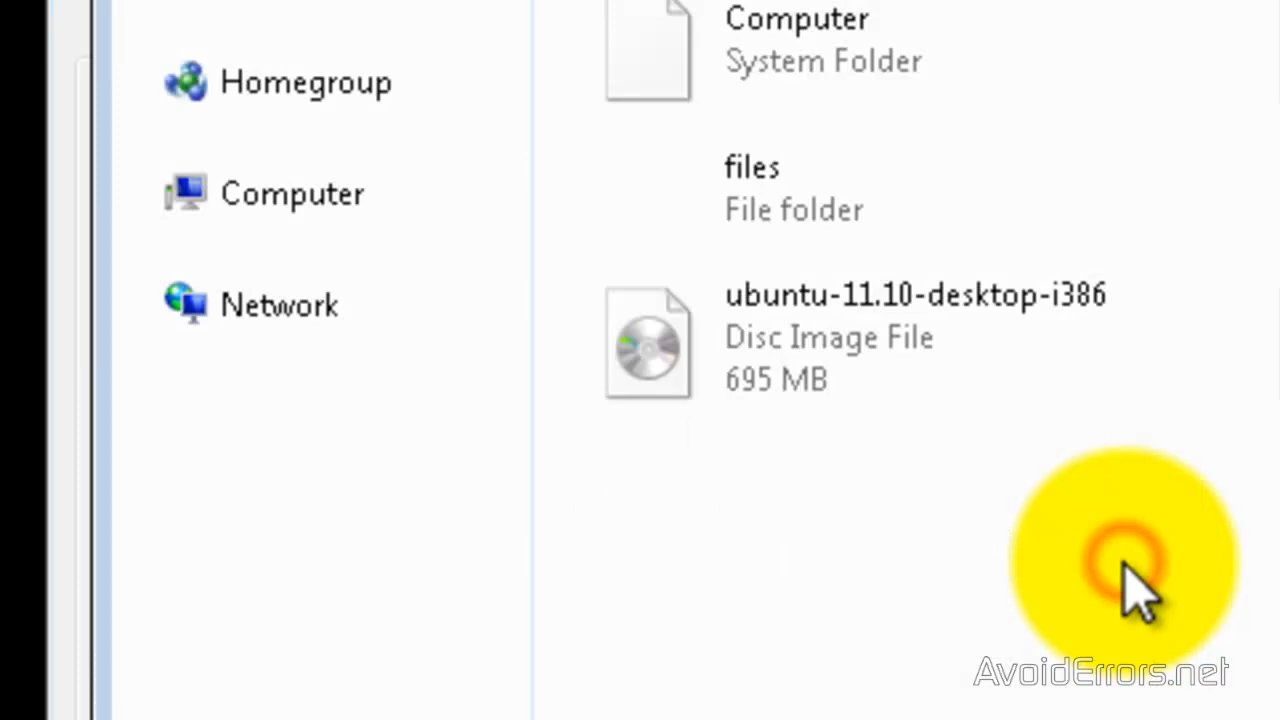 Homegroup
Computer
Network
Computer
System Folder
files
File folder
ubuntu-11.10-desktop-i386
Disc Image File
695 MB
AvoidErrors.net